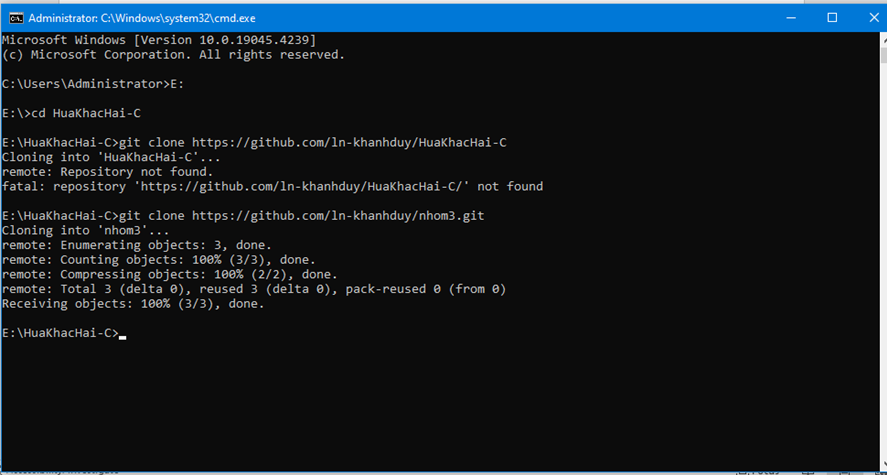 Administrator: C:\Windows\system32\cmd.exe
Microsoft Windows [Version 10.0.19045.4239]
(c) Microsoft Corporation. All rights reserved.
C:\Users\Administrator>E:
E:\>cd HuaKhacHai-C
E:\HuaKhacHai-C>git clone https://github.com/ln-khanhduy/HuaKhacHai-C
Cloning into 'HuaKhacHai-C'...
remote: Repository not found.
fatal: repository 'https://github.com/ln-khanhduy/HuaKhacHai-C/' not found
E:\HuaKhacHai-C>git clone https://github.com/ln-khanhduy/nhom3.git
Cloning into 'nhom3'...
remote: Enumerating objects: 3, done.
remote: Counting objects: 100% (3/3), done.
remote: Compressing objects: 100% (2/2), done.
remote: Total 3 (delta 0), reused 3 (delta 0), pack-reused 0 (from 0)
Receiving objects: 100% (3/3), done.
E:\HuaKhacHai-C>